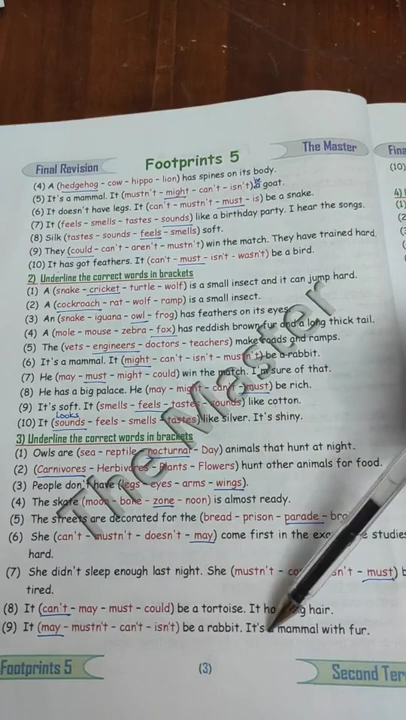 Final Revision
Footprints 5
The Master
(4) A (hedgehog - cow - hippo - lion) has spines on its body.
(5) It's a mammal. It (mustn't - might - can't - isn't) be goat.
(6) It doesn't have legs. It (can't - mustn't - must - is) be a snake.
(7) It (feels - smells - tastes - sounds) like a birthday party. I hear the songs.
(8) Silk (tastes - sounds - feels - smells) soft.
(9) They (could - can't - aren't - mustn't) win the match. They have trained hard.
(10) It has got feathers. It (can't - must - isn't - wasn't) be a bird.
2) Underline the correct words in brackets
(1) A (snake - cricket - turtle - wolf) is a small insect and it can jump hard.
(2) A (cockroach - rat - wolf - ramp) is a small insect.
(3) An (snake - iguana - owl - frog) has feathers on its eyes.
(4) A (mole - mouse - zebra - fox) has reddish brown fur and a long thick tail.
(5) The (vets - engineers - doctors - teachers) make roads and ramps.
(6) It's a mammal. It (might - can't - isn't - mustn't) be a rabbit.
(7) He (may - must - might - could) win the match. I'm sure of that.
(8) He has a big palace. He (may - might - can't - must) be rich.
(9) It's soft. It (smells - feels - tastes - sounds) like cotton.
looks
(10) It (sounds - feels - smells - tastes) like silver. It's shiny.
3) Underline the correct words in brackets
(1) Owls are (sea - reptile - nocturnal - Day) animals that hunt at night.
(2) (Carnivores - Herbivores - Plants - Flowers) hunt other animals for food.
(3) People don't have (legs - eyes - arms - wings).
(4) The skate (moon - bone - zone - noon) is almost ready.
(5) The streets are decorated for the (bread - prison - parade -
(6) She (can't - mustn't - doesn't - may) come first in the studies
hard.
(7) She didn't sleep enough last night. She (mustn't - - must)
tired.
(8) It (can't - may - must - could) be a tortoise. It hair.
(9) It (may - mustn't - can't - isn't) be a rabbit. It's a mammal with fur.
Footprints 5
(3)
Second Ter
The Master
Fina
(10)
4)
(1)
(2